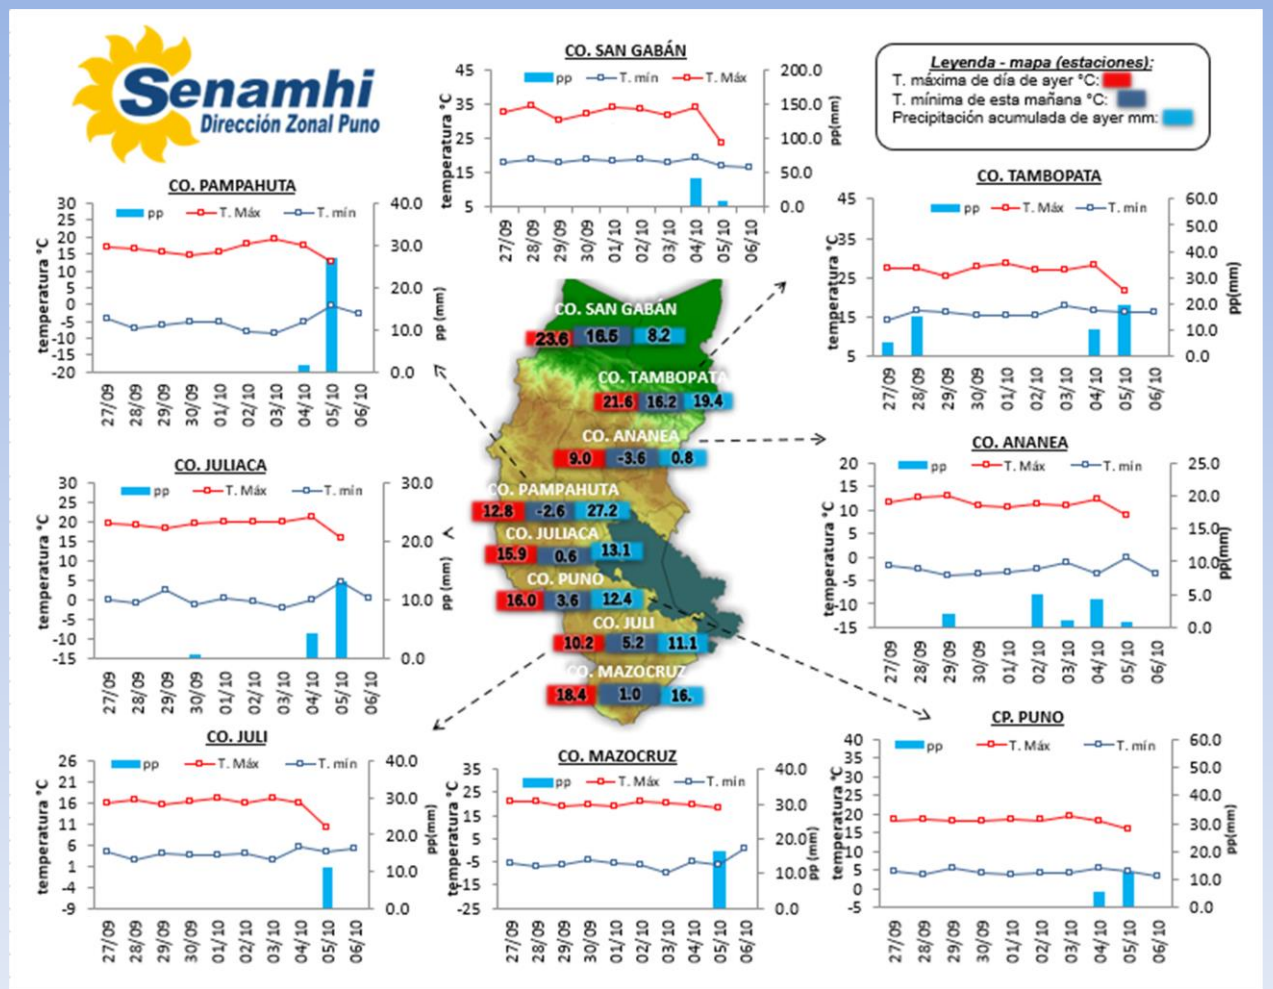 Senamhi
Dirección Zonal Puno
CO. SAN GABÁN
pp T. mín T. Máx
temperatura °C
45
35
25
15
5
200.0
150.0
100.0
50.0
0.0
pp(mm)
27/09 28/09 29/09 30/09 01/10 02/10 03/10 04/10 05/10 06/10
Leyenda - mapa (estaciones):
T. máxima de día de ayer °C:
T. mínima de esta mañana °C:
Precipitación acumulada de ayer mm:
CO. PAMPAHUTA
pp T. Máx T. mín
temperatura °C
30
25
20
15
10
5
0
-5
-10
-15
-20
40.0
30.0
20.0
10.0
0.0
pp (mm)
27/09 28/09 29/09 30/09 01/10 02/10 03/10 04/10 05/10 06/10
CO. TAMBOPATA
pp T. Máx T. mín
temperatura °C
45
35
25
15
5
60.0
50.0
40.0
30.0
20.0
10.0
0.0
pp(mm)
27/09 28/09 29/09 30/09 01/10 02/10 03/10 04/10 05/10 06/10
CO. SAN GABÁN
23.6 16.5 8.2
CO. TAMBOPATA
21.6 16.2 19.4
CO. ANANEA
9.0 -3.6 0.8
CO. PAMPAHUTA
12.8 -2.6 27.2
CO. JULIACA
15.9 0.6 13.1
CO. PUNO
16.0 3.6 12.4
CO. JULI
10.2 5.2 11.1
CO. MAZOCRUZ
18.4 1.0 16.
CO. JULIACA
pp T. Máx T. mín
temperatura °C
30
25
20
15
10
5
0
-5
-10
-15
30.0
20.0
10.0
0.0
pp (mm)
27/09 28/09 29/09 30/09 01/10 02/10 03/10 04/10 05/10 06/10
CO. ANANEA
pp T. Máx T. mín
temperatura °C
20
15
10
5
0
-5
-10
-15
25.0
20.0
15.0
10.0
5.0
0.0
pp(mm)
27/09 28/09 29/09 30/09 01/10 02/10 03/10 04/10 05/10 06/10
CO. JULI
pp T. Máx T. mín
temperatura °C
26
21
16
11
6
1
-4
-9
40.0
30.0
20.0
10.0
0.0
pp(mm)
27/09 28/09 29/09 30/09 01/10 02/10 03/10 04/10 05/10 06/10
CO. MAZOCRUZ
pp T. Máx T. mín
temperatura °C
35
25
15
5
-5
-15
-25
40.0
30.0
20.0
10.0
0.0
pp (mm)
27/09 28/09 29/09 30/09 01/10 02/10 03/10 04/10 05/10 06/10
CP. PUNO
pp T. Máx T. mín
temperatura °C
40
35
30
25
20
15
10
5
0
-5
60.0
50.0
40.0
30.0
20.0
10.0
0.0
pp(mm)
27/09 28/09 29/09 30/09 01/10 02/10 03/10 04/10 05/10 06/10